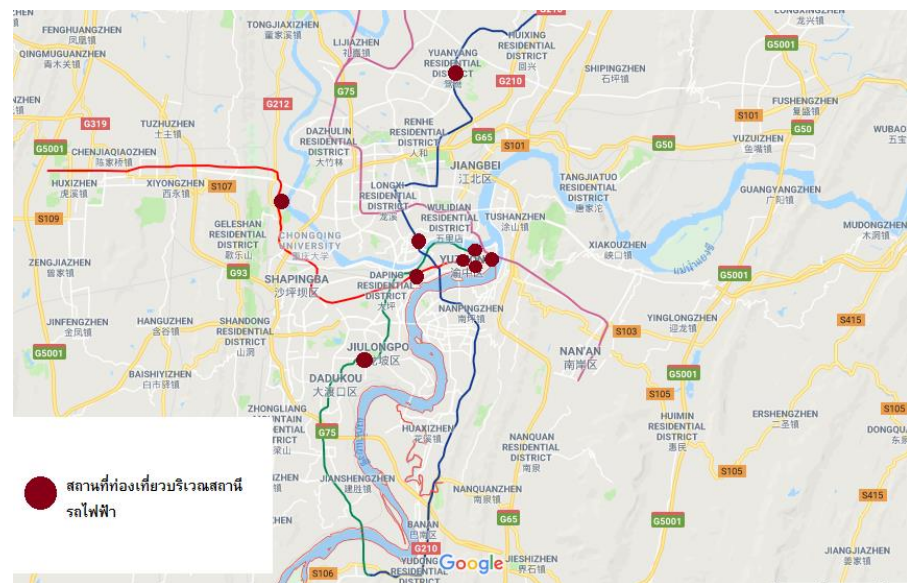 FENGHUANGZHEN
凤凰镇
TONGJIAXIZHEN
童家溪镇
G210
LONGXINGZHEN
龙兴镇
QINGMUGUANZHEN
青木关镇
LIJIAZHEN
礼嘉镇
YUANYANG
RESIDENTIAL
DISTRICT
鸳鸯
HUIXING
RESIDENTIAL
DISTRICT
回兴
G5001
SHIPINGZHEN
石坪镇
G75
G210
G212
FUSHENGZHEN
复盛镇
S101
G50
G319
TUZHUZHEN
土主镇
RENHE
RESIDENTIAL
DISTRICT
人和
G65
DAZHULIN
RESIDENTIAL
DISTRICT
大竹林
S101
G50
YUZUIZHEN
鱼嘴镇
G5001
CHENJIAQIAOZHEN
陈家桥镇
JIANGBEI
江北区
HUXIZHEN
虎溪镇
XIYONGZHEN
西永镇
S107
LONGXI
RESIDENTIAL
DISTRICT
龙溪
TANGJIATUO
RESIDENTIAL
DISTRICT
唐家沱
GUANGYANGZHEN
广阳镇
S109
WULIDIAN
RESIDENTIAL
DISTRICT
五里店
TUSHANZHEN
涂山镇
MUDONGZHEN
木洞镇
GELESHAN
RESIDENTIAL
DISTRICT
歌乐山
CHONGQING
UNIVERSITY
重庆大学
XIAKOUZHEN
峡口镇
ZENGJIAZHEN
曾家镇
G93
SHAPINGBA
沙坪坝区
DAPING
RESIDENTIAL
DISTRICT
大坪
渝中区
G5001
NANPINGZHEN
南坪镇
JINFENGZHEN
金凤镇
HANGUZHEN
含谷镇
SHANDONG
RESIDENTIAL
DISTRICT
山洞
S103
YINGLONGZHEN
迎龙镇
S415
G5001
JIULONGPO
NAN'AN
南岸区
BAISHIYIZHEN
白市驿镇
DADUKOU
大渡口区
G5001
S105
S105
ZHONGLIANG
MOUNTAIN
RESIDENTIAL
DISTRICT
G75
HUAXIZHEN
花溪镇
HUIMIN
RESIDENTIAL
DISTRICT
惠民
ERSHENGZHEN
二圣镇
NANQUAN
RESIDENTIAL
DISTRICT
南泉
S105
JIANSHENGZHEN
建胜镇
NANQUANZHEN
南泉镇
S415
สถานที่ท่องเที่ยวบริเวณสถานี
รถไฟฟ้า
G65
G5001
BANAN
巴南区
G210
Google
JIESHIZHEN
界石镇
JIANGJIAZHEN
姜家镇
S106